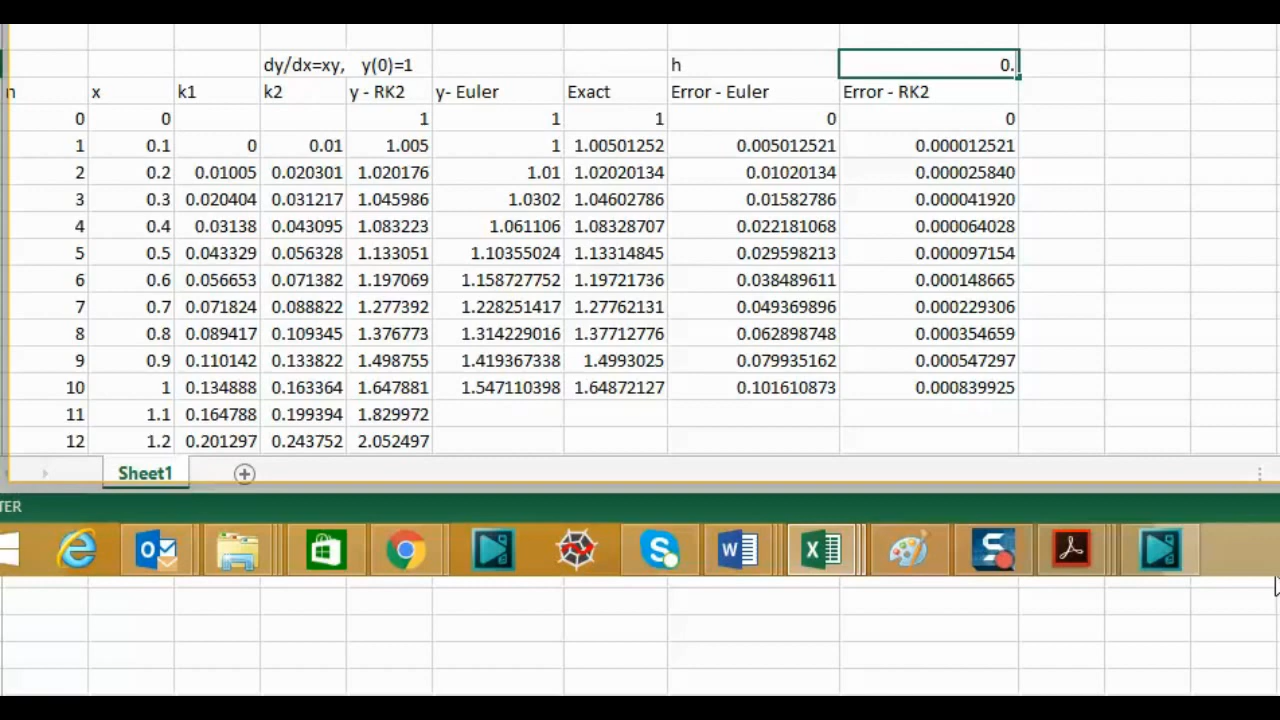 dy/dx=xy, y(0)=1 h 0.
n x k1 k2 y - RK2 y- Euler Exact Error - Euler Error - RK2
0 0 1 1 1 0 0
1 0.1 0 0.01 1.005 1 1.00501252 0.005012521 0.000012521
2 0.2 0.01005 0.020301 1.020176 1.01 1.02020134 0.01020134 0.000025840
3 0.3 0.020404 0.031217 1.045986 1.0302 1.04602786 0.01582786 0.000041920
4 0.4 0.03138 0.043095 1.083223 1.061106 1.08328707 0.022181068 0.000064028
5 0.5 0.043329 0.056328 1.133051 1.10355024 1.13314845 0.029598213 0.000097154
6 0.6 0.056653 0.071382 1.197069 1.158727752 1.19721736 0.038489611 0.000148665
7 0.7 0.071824 0.088822 1.277392 1.228251417 1.27762131 0.049369896 0.000229306
8 0.8 0.089417 0.109345 1.376773 1.314229016 1.37712776 0.062898748 0.000354659
9 0.9 0.110142 0.133822 1.498755 1.419367338 1.4993025 0.079935162 0.000547297
10 1 0.134888 0.163364 1.647881 1.547110398 1.64872127 0.101610873 0.000839925
11 1.1 0.164788 0.199394 1.829972
12 1.2 0.201297 0.243752 2.052497
Sheet1
TER